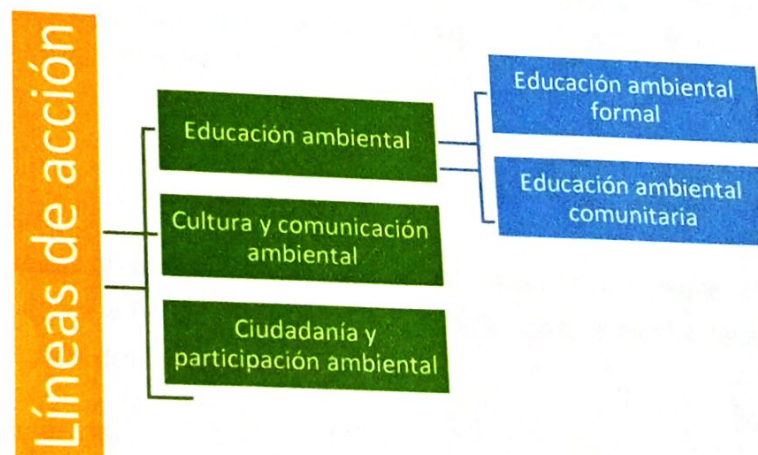 Líneas de acción
Educación ambiental
Educación ambiental
formal
Educación ambiental
comunitaria
Cultura y comunicación
ambiental
Ciudadanía y
participación ambiental